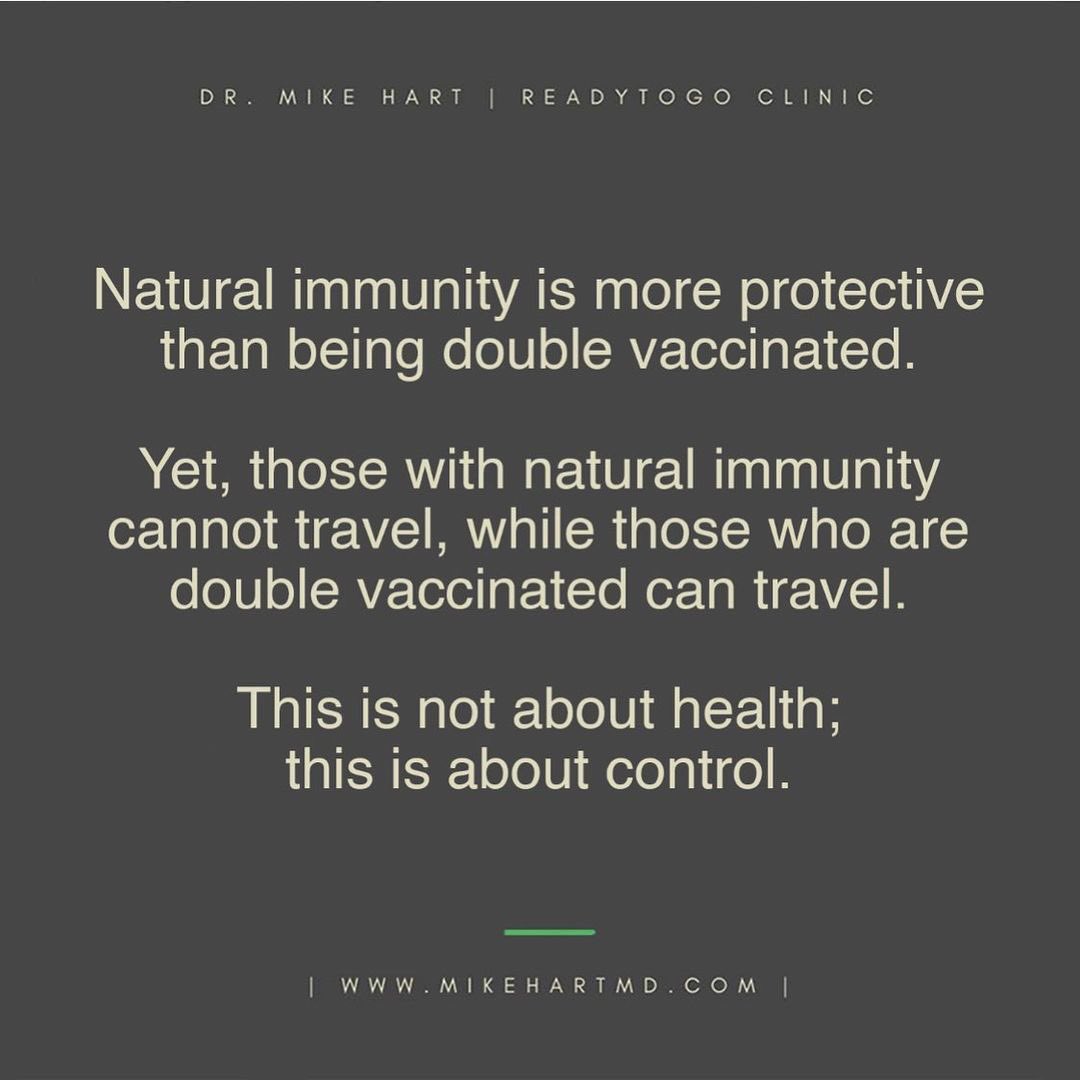 DR. MIKE HART | READYTOGO CLINIC
Natural immunity is more protective
than being double vaccinated.
Yet, those with natural immunity
cannot travel, while those who are
double vaccinated can travel.
This is not about health;
this is about control.
| WWW.MIKEHARTMD.COM |